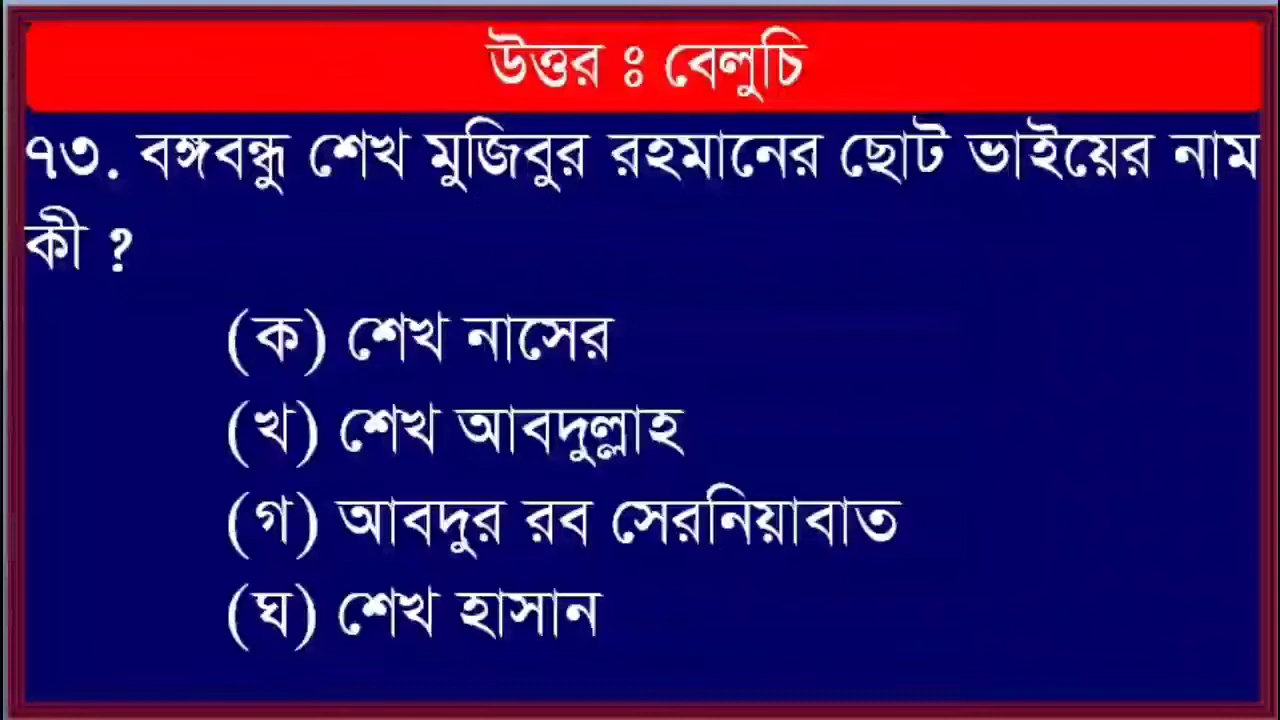 উত্তর ঃ বেলুচি
৭৩. বঙ্গবন্ধু শেখ মুজিবুর রহমানের ছোট ভাইয়ের নাম
কী ?
(ক) শেখ নাসের
(খ) শেখ আবদুল্লাহ
(গ) আবদুর রব সেরনিয়াবাত
(ঘ) শেখ হাসান